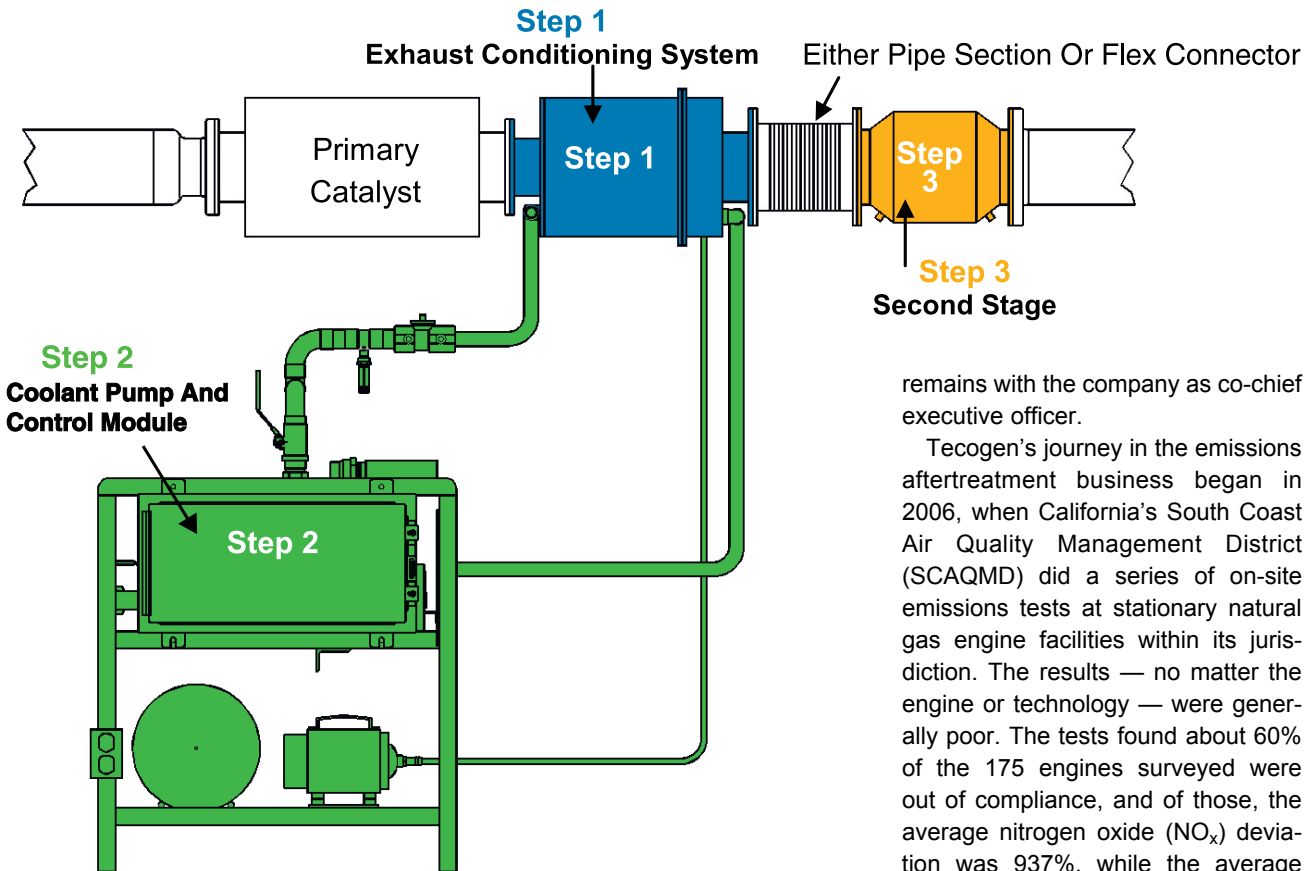 Step 1
Exhaust Conditioning System
Either Pipe Section Or Flex Connector
Primary
Catalyst
Step 1
Step
3
Step 3
Second Stage
Step 2
Coolant Pump And
Control Module
Step 2
remains with the company as co-chief
executive officer.
Tecogen’s journey in the emissions
aftertreatment business began in
2006, when California’s South Coast
Air Quality Management District
(SCAQMD) did a series of on-site
emissions tests at stationary natural
gas engine facilities within its juris-
diction. The results — no matter the
engine or technology — were gener-
ally poor. The tests found about 60%
of the 175 engines surveyed were
out of compliance, and of those, the
average nitrogen oxide (NOx) devia-
tion was 937%, while the average